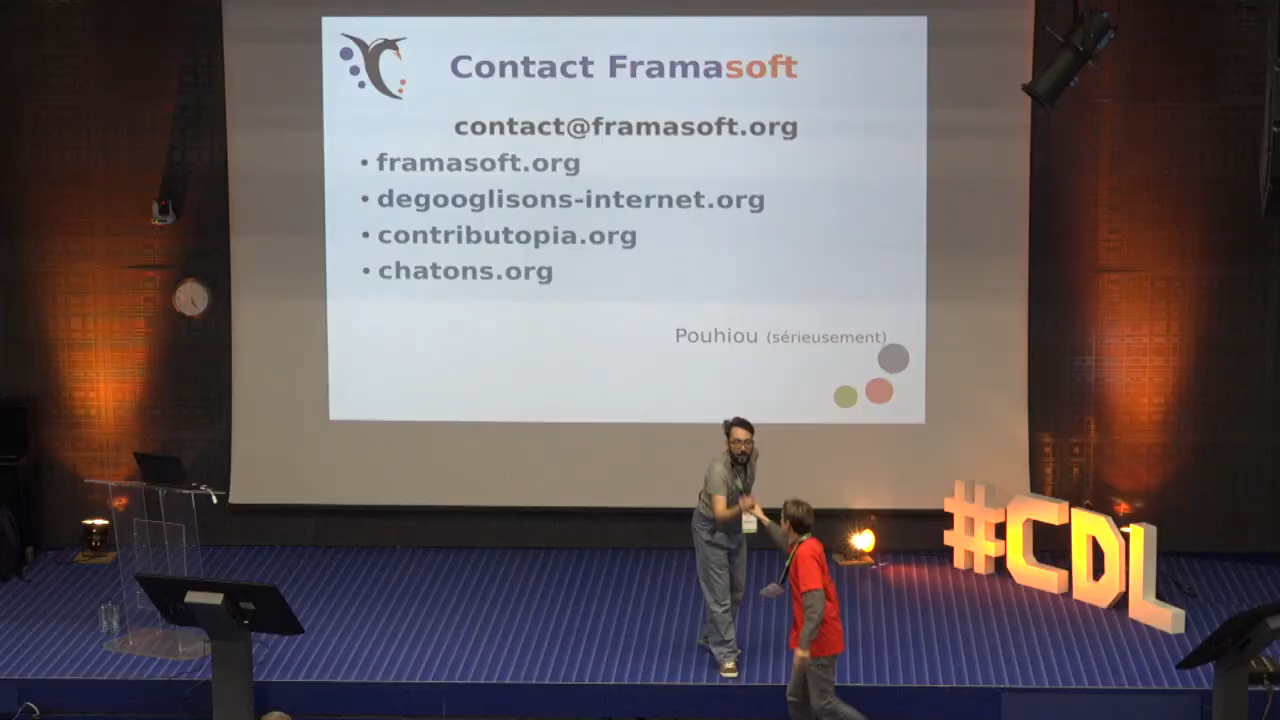 Contact Framasoft
contact@framasoft.org
• framasoft.org
• degooglisons-internet.org
• contributopia.org
• chatons.org
Pouhiou (sérieusement)
#CDL